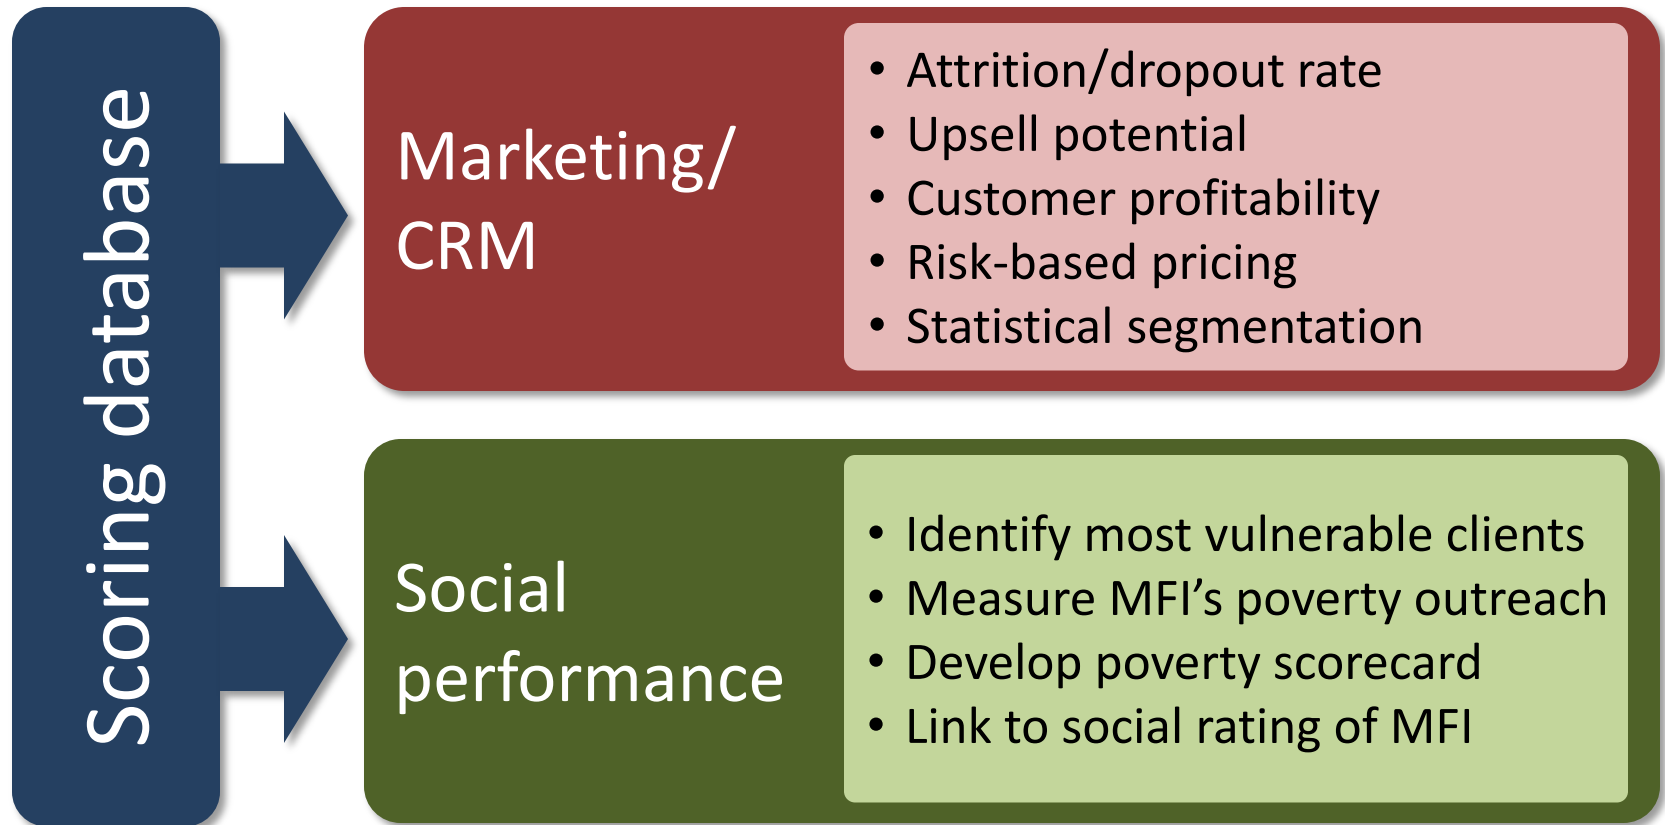 Scoring database
Marketing/
CRM
• Attrition/dropout rate
• Upsell potential
• Customer profitability
• Risk-based pricing
• Statistical segmentation
Social
performance
• Identify most vulnerable clients
• Measure MFI’s poverty outreach
• Develop poverty scorecard
• Link to social rating of MFI